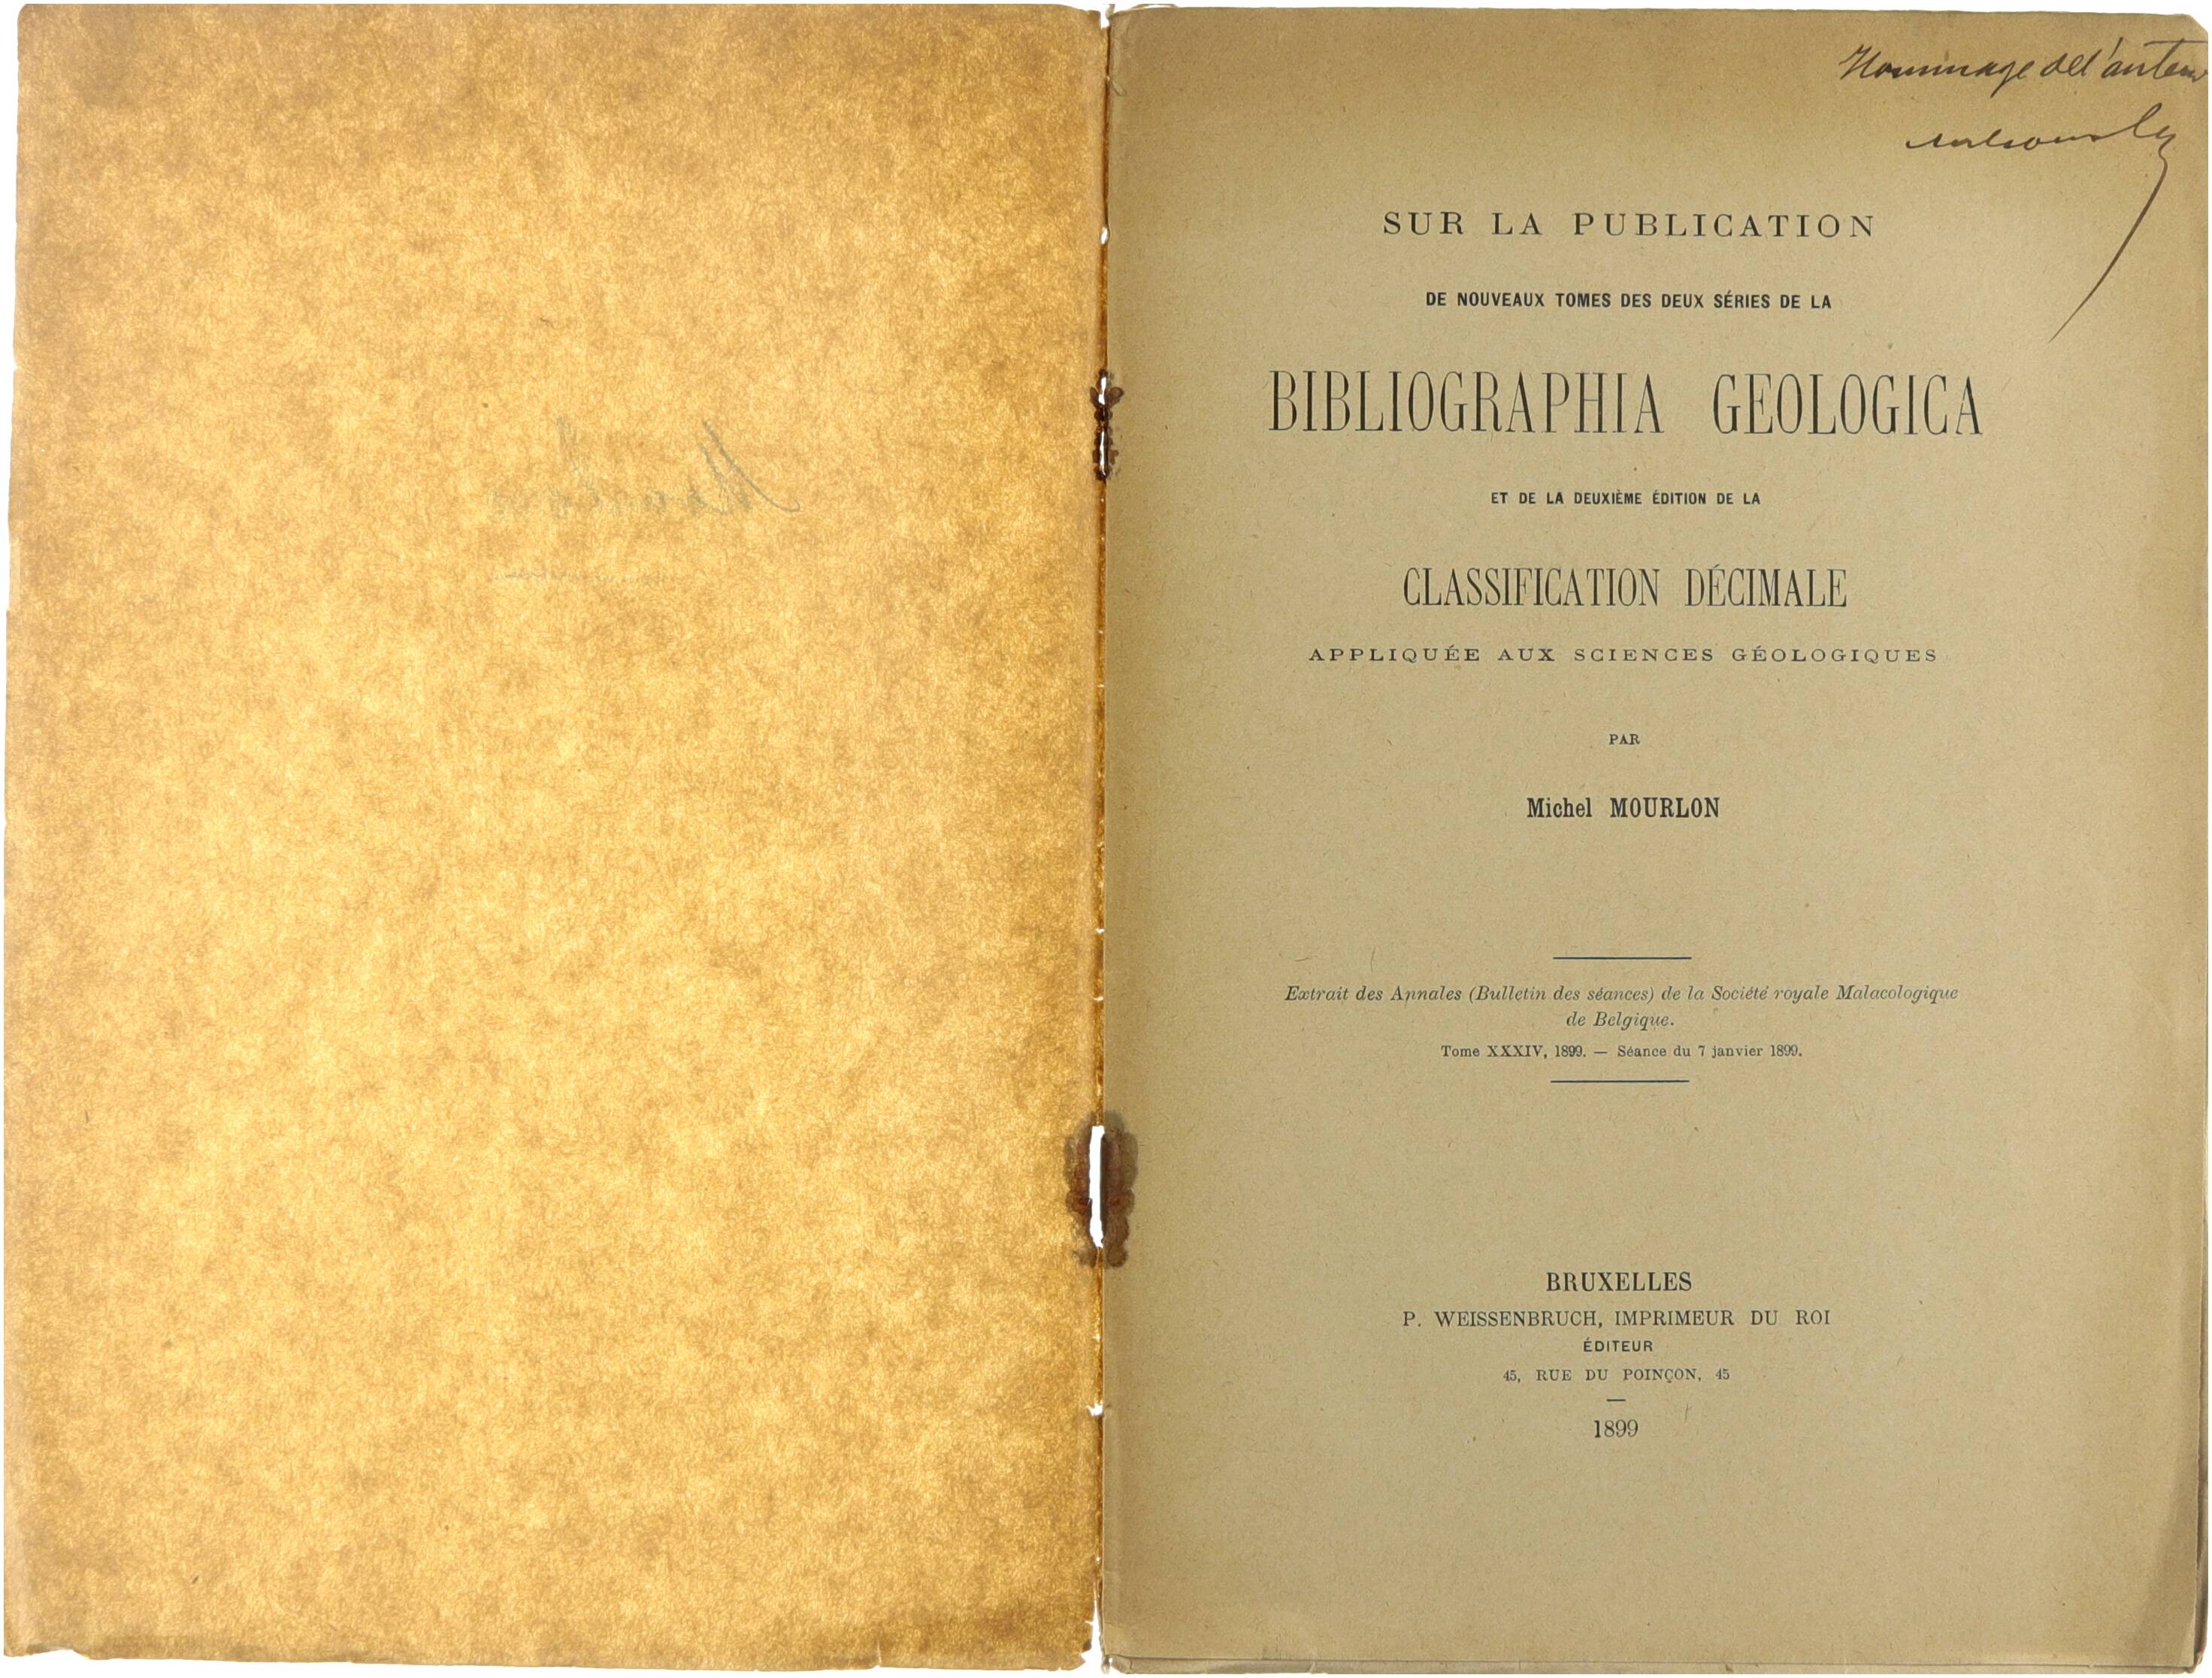 Hommage de l'auteur
SUR LA PUBLICATION
DE NOUVEAUX TOMES DES DEUX SÉRIES DE LA
BIBLIOGRAPHIA GEOLOGICA
ET DE LA DEUXIÈME ÉDITION DE LA
CLASSIFICATION DÉCIMALE
APPLIQUÉE AUX SCIENCES GÉOLOGIQUES
PAR
Michel MOURLON
Extrait des Annales (Bulletin des séances) de la Société royale Malacologique
de Belgique.
Tome XXXIV, 1899. — Séance du 7 janvier 1899.
BRUXELLES
P. WEISSENBRUCH, IMPRIMEUR DU ROI
ÉDITEUR
45, RUE DU POINÇON, 45
1899